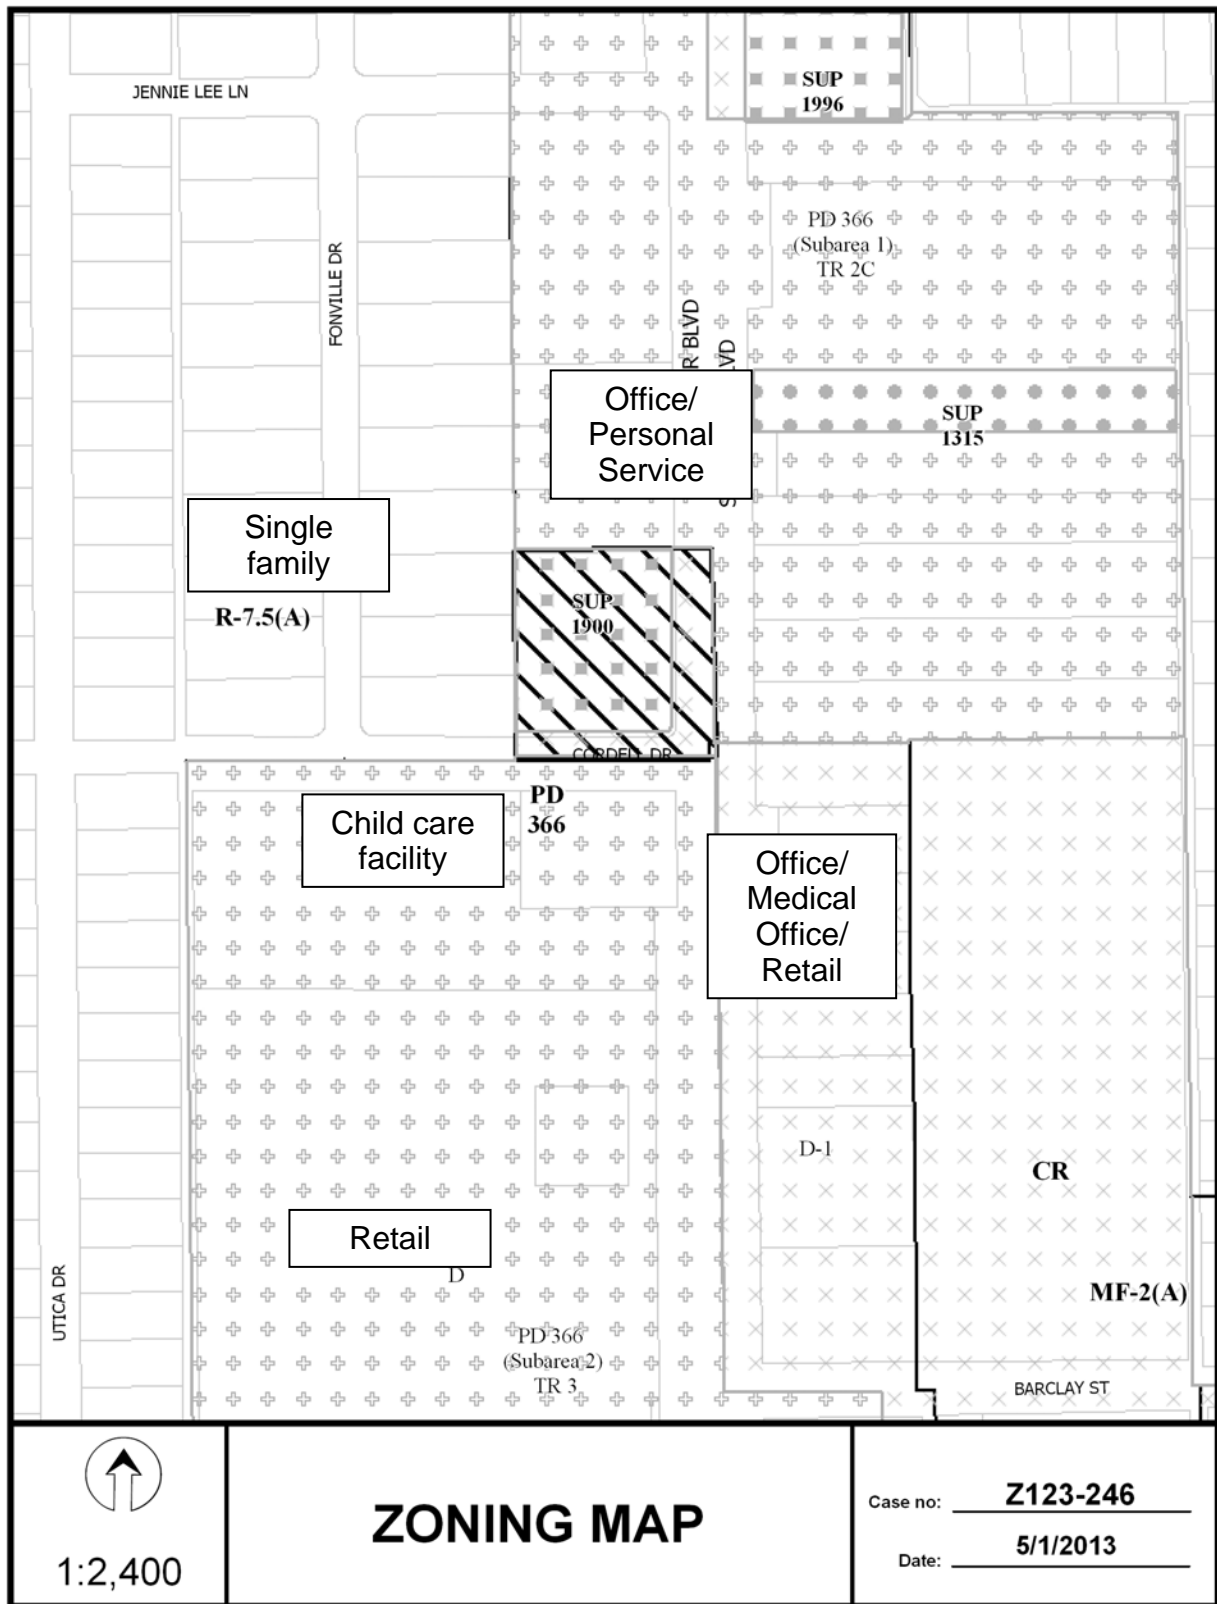 JENNIE LEE LN
SUP
1996
PD 366
(Subarea 1)
TR 2C
FONVILLE DR
R BLVD
VD
S
Office/
Personal
Service
SUP
1315
Single
family
R-7.5(A)
SUP
1900
CORDELL DR
PD
366
Child care
facility
Office/
Medical
Office/
Retail
D-1
CR
Retail
D
UTICA DR
MF-2(A)
PD 366
(Subarea 2)
TR 3
BARCLAY ST
1:2,400
ZONING MAP
Case no: Z123-246
Date: 5/1/2013